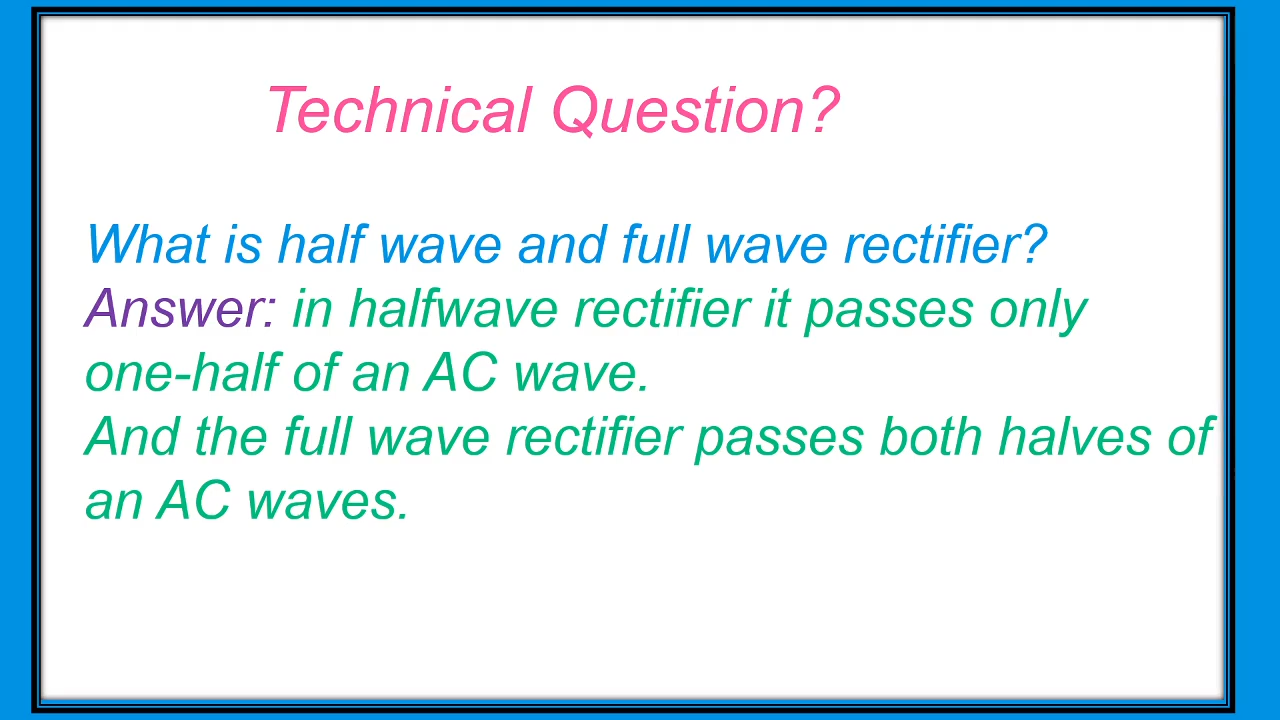 Technical Question?
What is half wave and full wave rectifier?
Answer: in halfwave rectifier it passes only
one-half of an AC wave.
And the full wave rectifier passes both halves of
an AC waves.